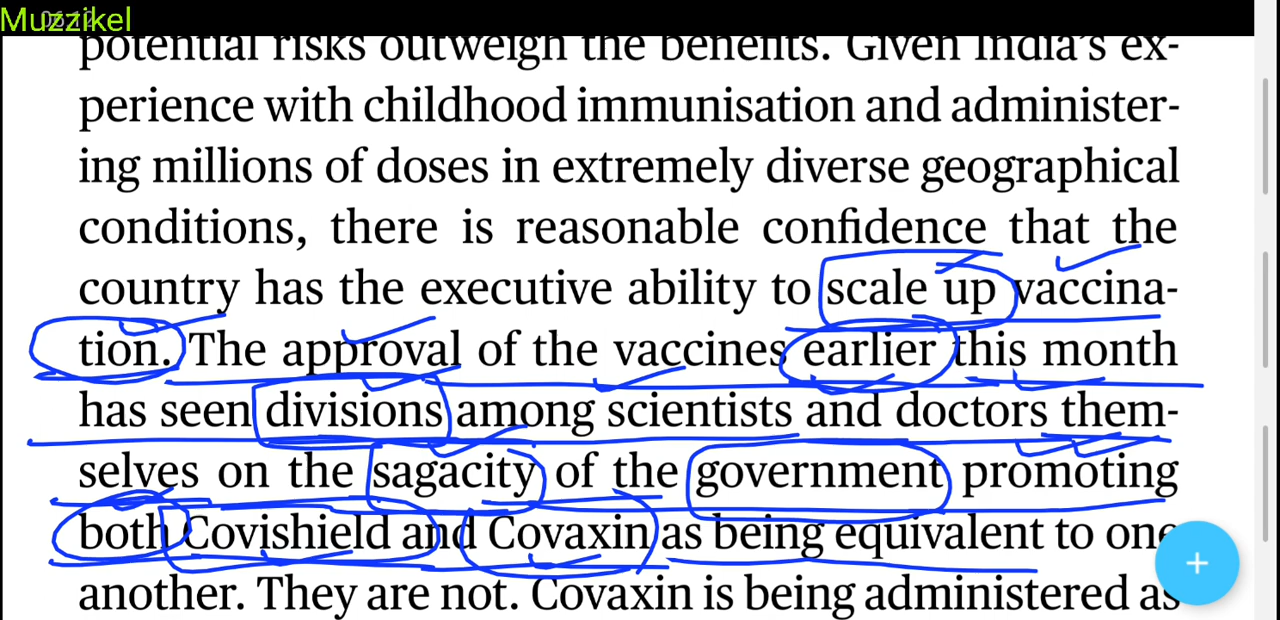 Muzzikel
potential risks outweigh the benefits. Given India's ex-
perience with childhood immunisation and administer-
ing millions of doses in extremely diverse geographical
conditions, there is reasonable confidence that the
country has the executive ability to scale up vaccina-
tion. The approval of the vaccines earlier this month
has seen divisions among scientists and doctors them-
selves on the sagacity of the government promoting
both Covishield and Covaxin as being equivalent to one
another. They are not. Covaxin is being administered as